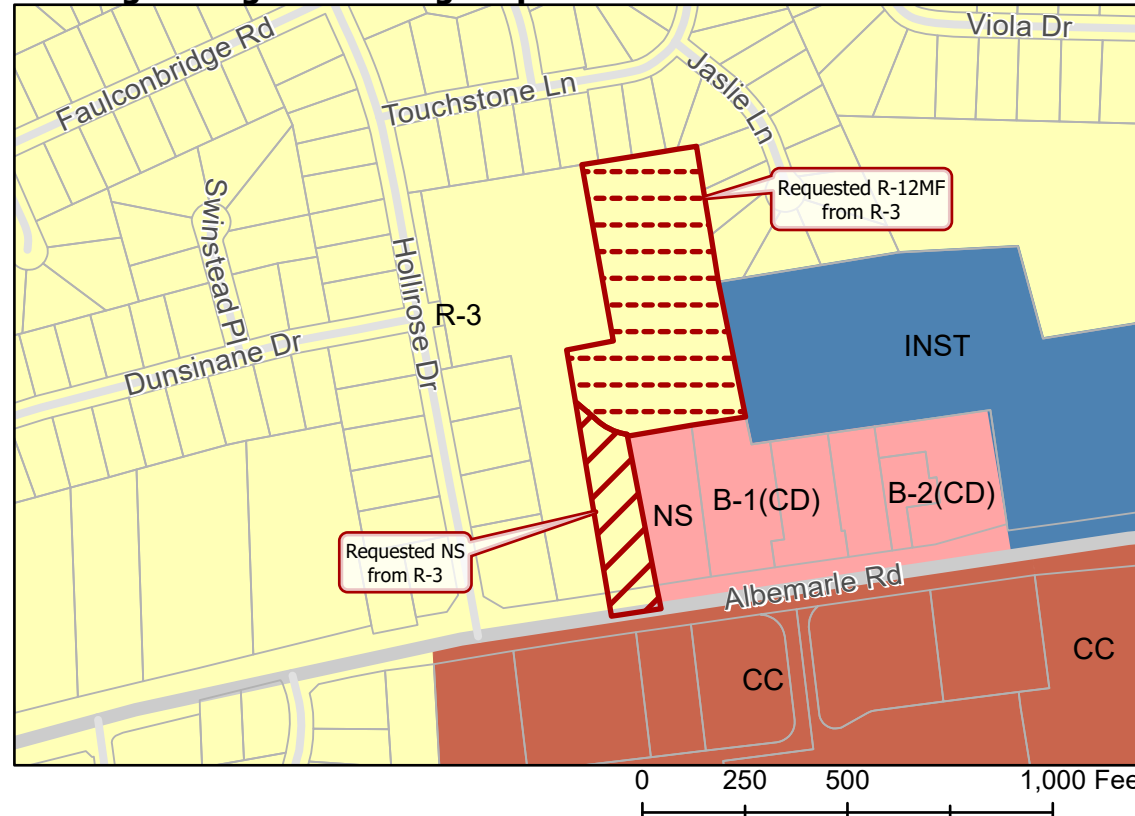 Viola Dr
Faulconbridge Rd
Touchstone Ln
Jaslie Ln
Requested R-12MF
from R-3
Swinstead Pl
Hollirose Dr
R-3
Dunsinane Dr
INST
NS
B-1(CD)
B-2(CD)
Requested NS
from R-3
Albemarle Rd
CC
CC
0 250 500 1,000 Fee